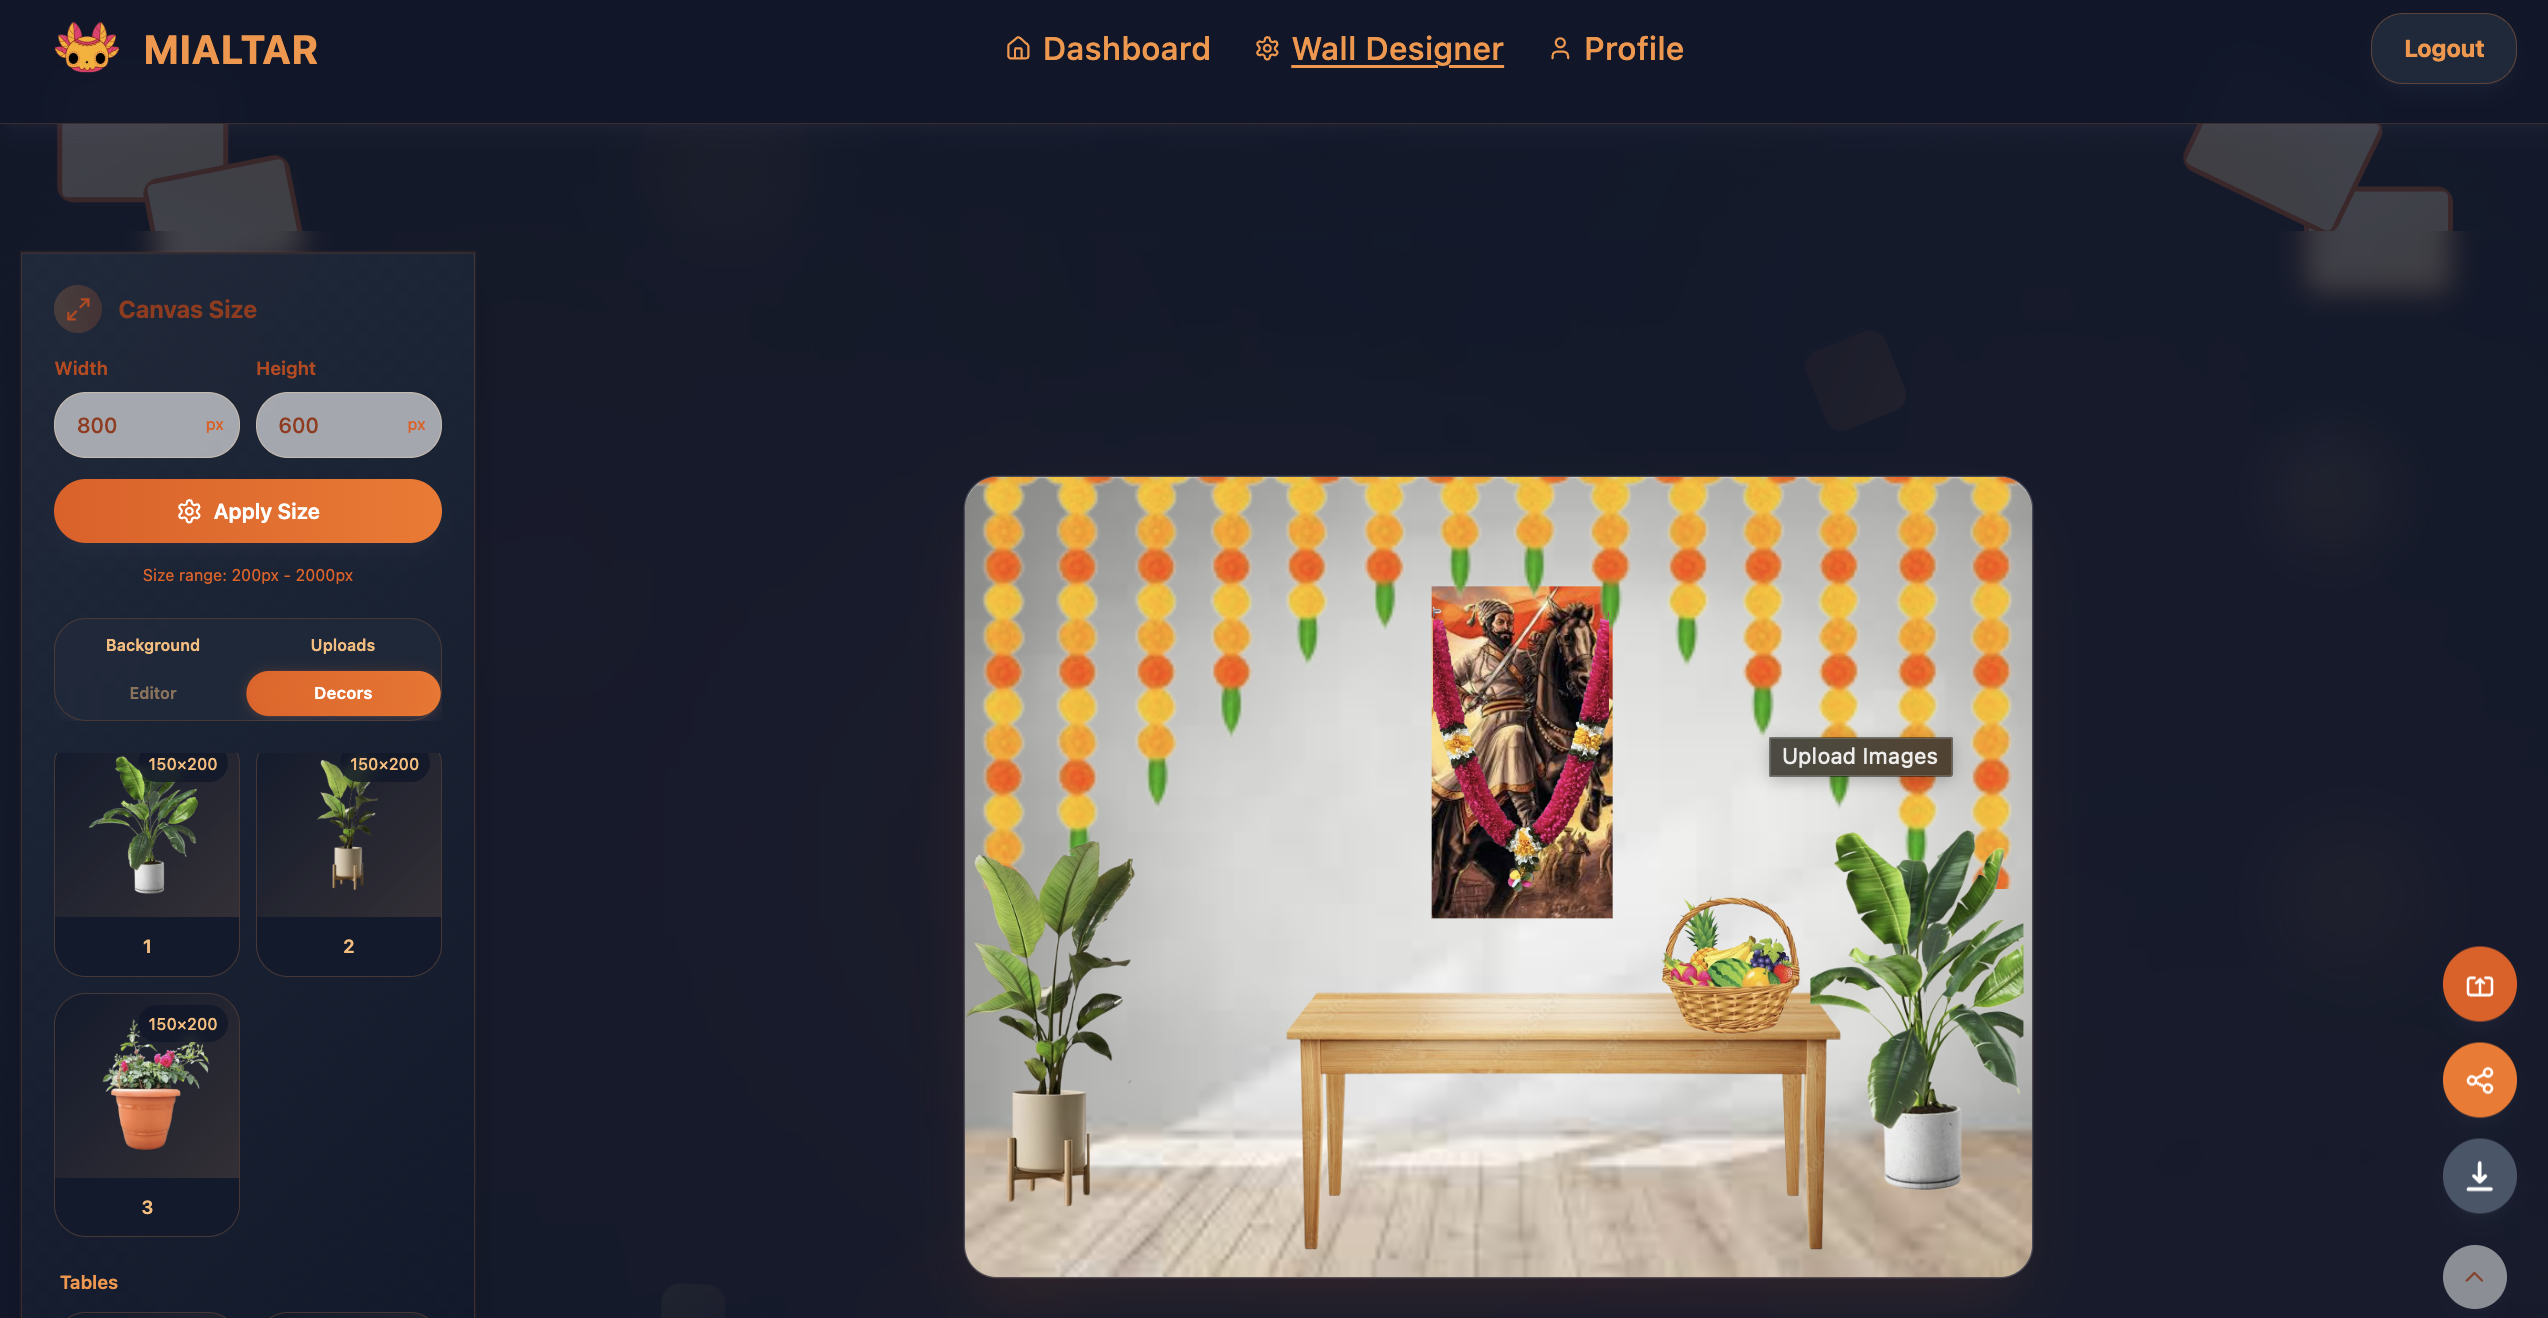 MIALTAR
Dashboard
Wall Designer
Profile
Logout
Canvas Size
Width
Height
800 px
600 px
Apply Size
Size range: 200px - 2000px
Background
Uploads
Editor
Decors
150×200
150×200
1
2
150×200
3
Tables
Upload Images